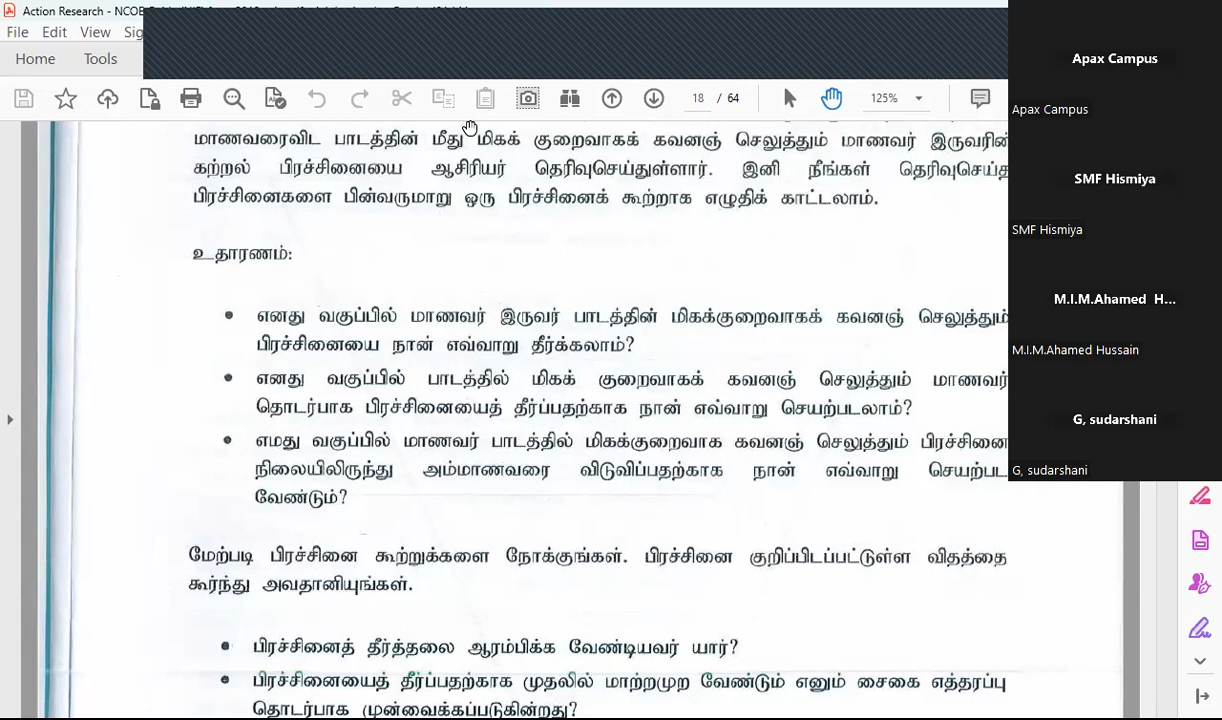 Action Research - NCOE
File Edit View Sig
Home Tools
18 / 64
125%
மாணவரைவிட பாடத்தின் மீது மிகக் குறைவாகக் கவனஞ் செலுத்தும் மாணவர் இருவரின்
கற்றல் பிரச்சினையை ஆசிரியர் தெரிவுசெய்துள்ளார். இனி நீங்கள் தெரிவுசெய்த
பிரச்சினைகளை பின்வருமாறு ஒரு பிரச்சினைக் கூற்றாக எழுதிக் காட்டலாம்.
உதாரணம்:
• எனது வகுப்பில் மாணவர் இருவர் பாடத்தின் மிகக்குறைவாகக் கவனஞ் செலுத்தும்
பிரச்சினையை நான் எவ்வாறு தீர்க்கலாம்?
• எனது வகுப்பில் பாடத்தில் மிகக் குறைவாகக் கவனஞ் செலுத்தும் மாணவர்
தொடர்பாக பிரச்சினையைத் தீர்ப்பதற்காக நான் எவ்வாறு செயற்படலாம்?
• எமது வகுப்பில் மாணவர் பாடத்தில் மிகக்குறைவாக கவனஞ் செலுத்தும் பிரச்சினை
நிலையிலிருந்து அம்மாணவரை விடுவிப்பதற்காக நான் எவ்வாறு செயற்பட
வேண்டும்?
மேற்படி பிரச்சினை கூற்றுக்களை நோக்குங்கள். பிரச்சினை குறிப்பிடப்பட்டுள்ள விதத்தை
கூர்ந்து அவதானியுங்கள்.
• பிரச்சினைத் தீர்த்தலை ஆரம்பிக்க வேண்டியவர் யார்?
• பிரச்சினையைத் தீர்ப்பதற்காக முதலில் மாற்றமுற வேண்டும் எனும் சைகை எத்தரப்பு
தொடர்பாக முன்வைக்கப்படுகின்றது?
Apax Campus
Apax Campus
SMF Hismiya
SMF Hismiya
M.I.M.Ahamed H...
M.I.M.Ahamed Hussain
G, sudarshani
G, sudarshani